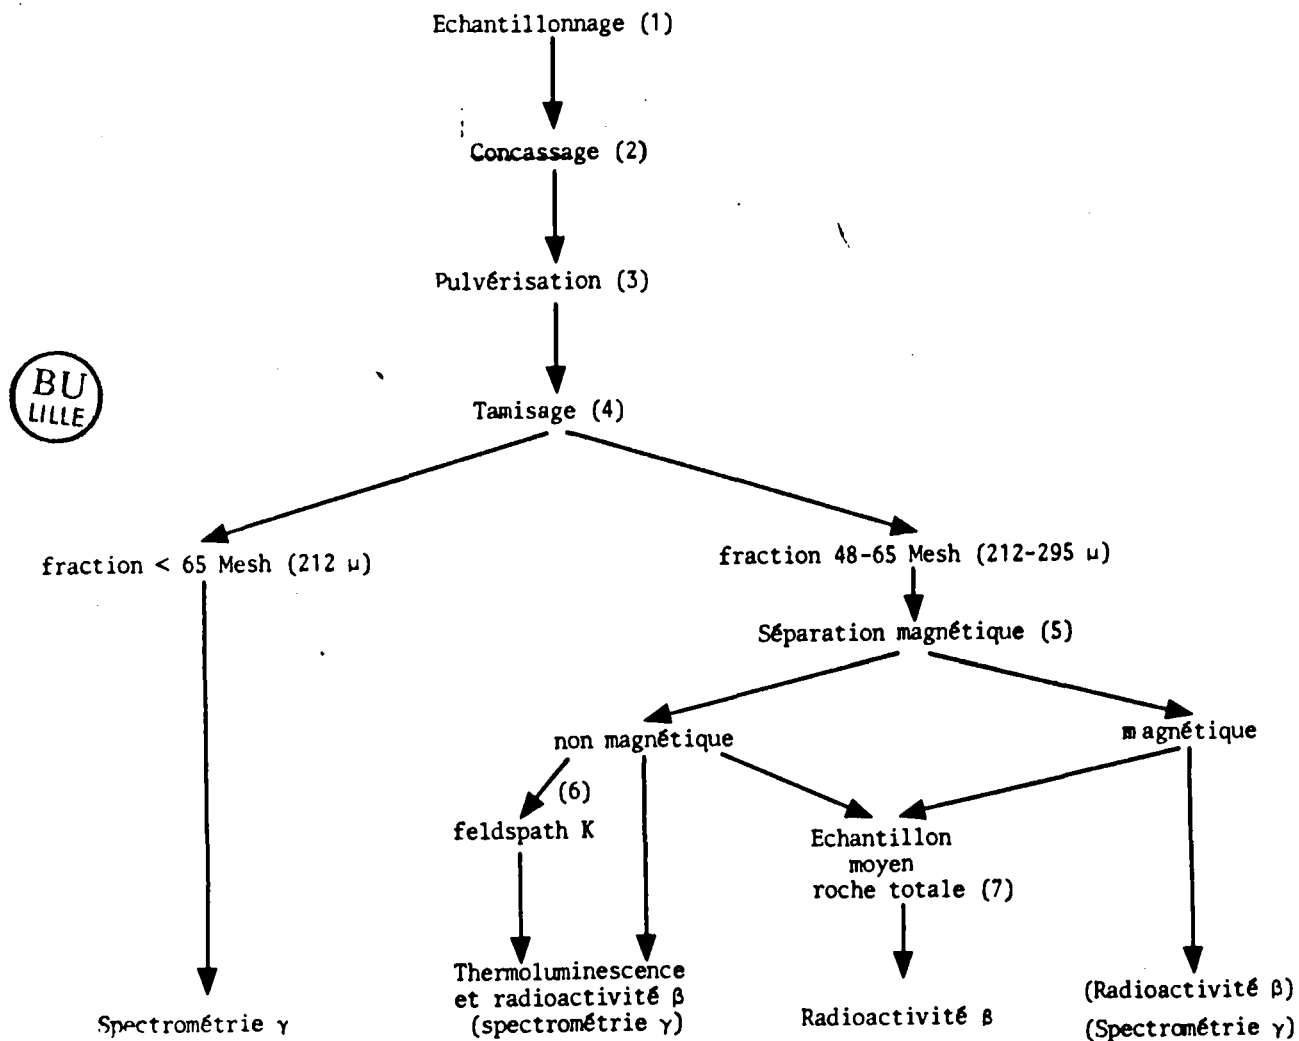 Echantillonnage (1)
Concassage (2)
Pulvérisation (3)
BU
LILLE
Tamisage (4)
fraction < 65 Mesh (212 μ)
fraction 48-65 Mesh (212-295 μ)
Séparation magnétique (5)
non magnétique
magnétique
(6)
feldspath K
Echantillon
moyen
roche totale (7)
Thermoluminescence
et radioactivité β
(spectrométrie γ)
Spectrométrie γ
Radioactivité β
(Radioactivité β)
(Spectrométrie γ)